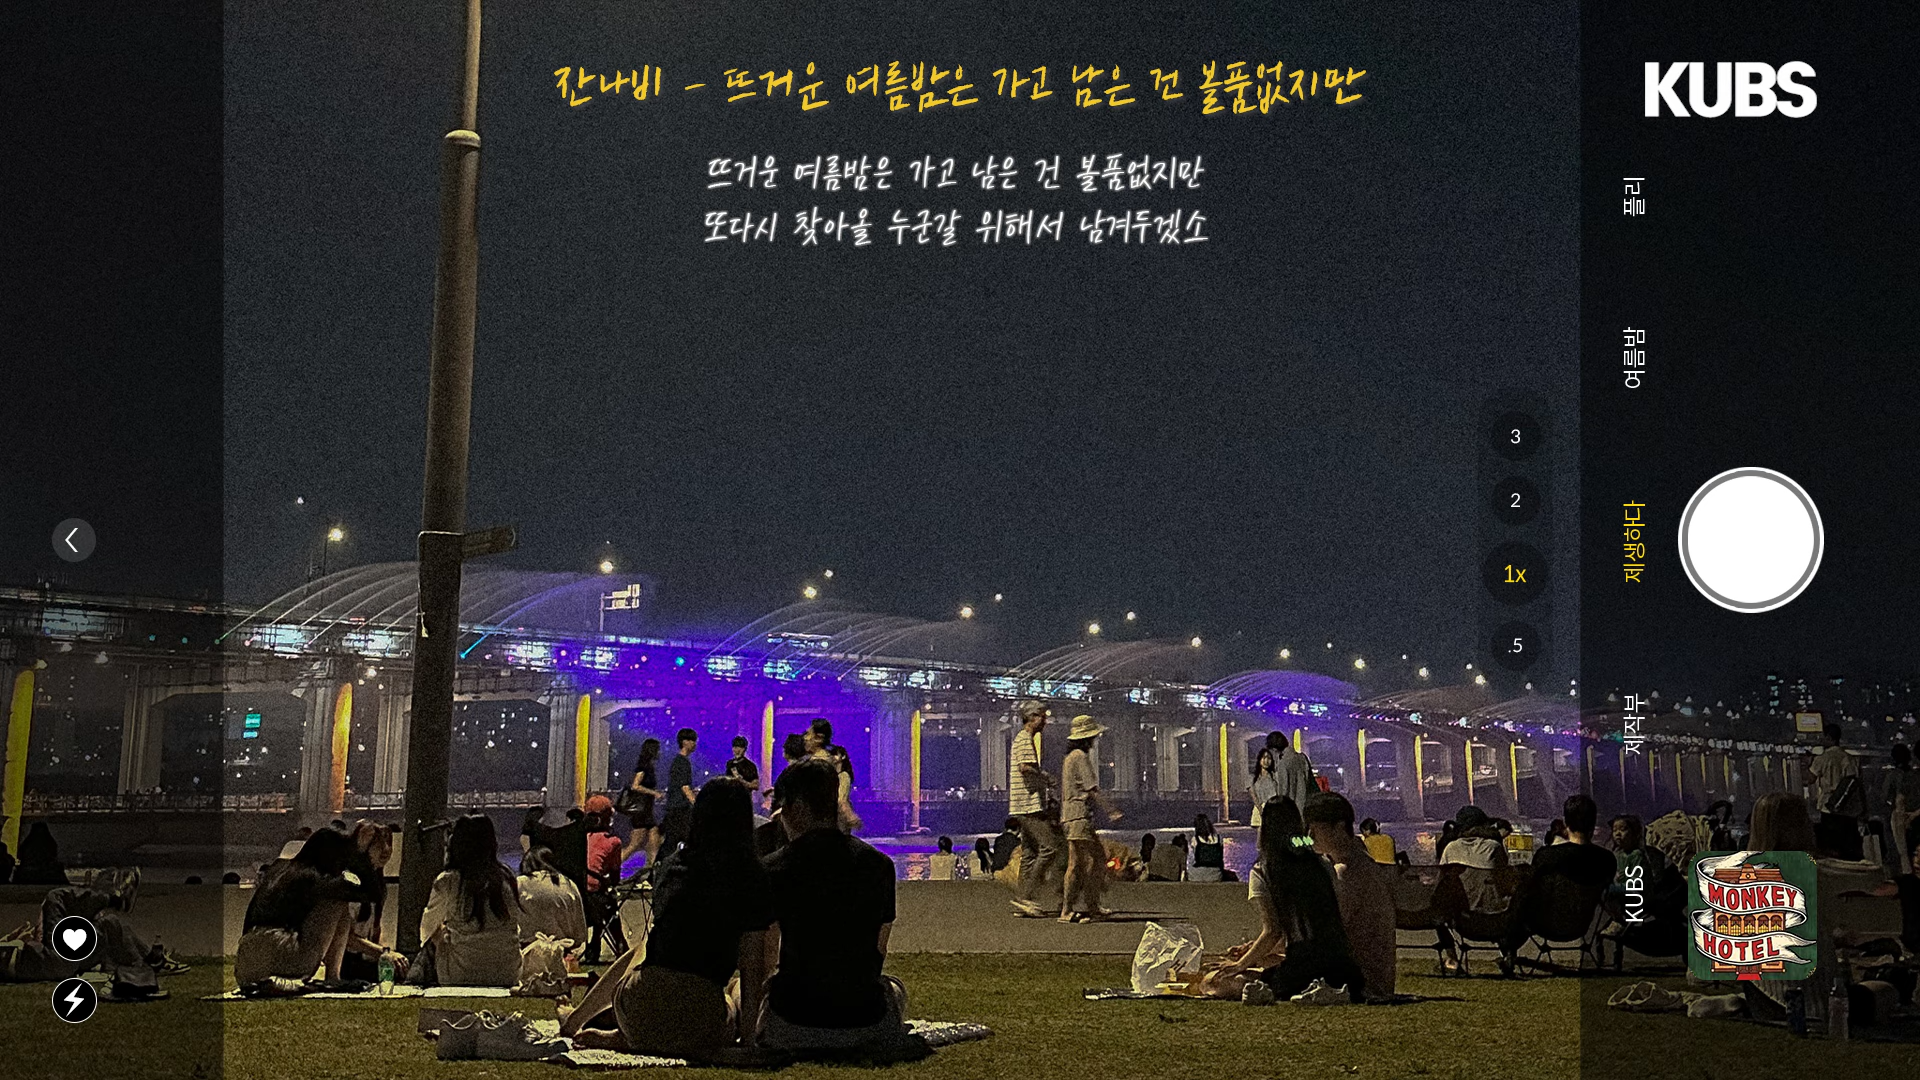 잔나비 - 뜨거운 여름밤은 가고 남은 건 볼품없지만
뜨거운 여름밤은 가고 남은 건 볼품없지만
또다시 찾아올 누군갈 위해서 남겨두겠소
KUBS
플리
여름밤
제생하다
제작부
KUBS
3
2
1x
.5
MONKEY
HOTEL